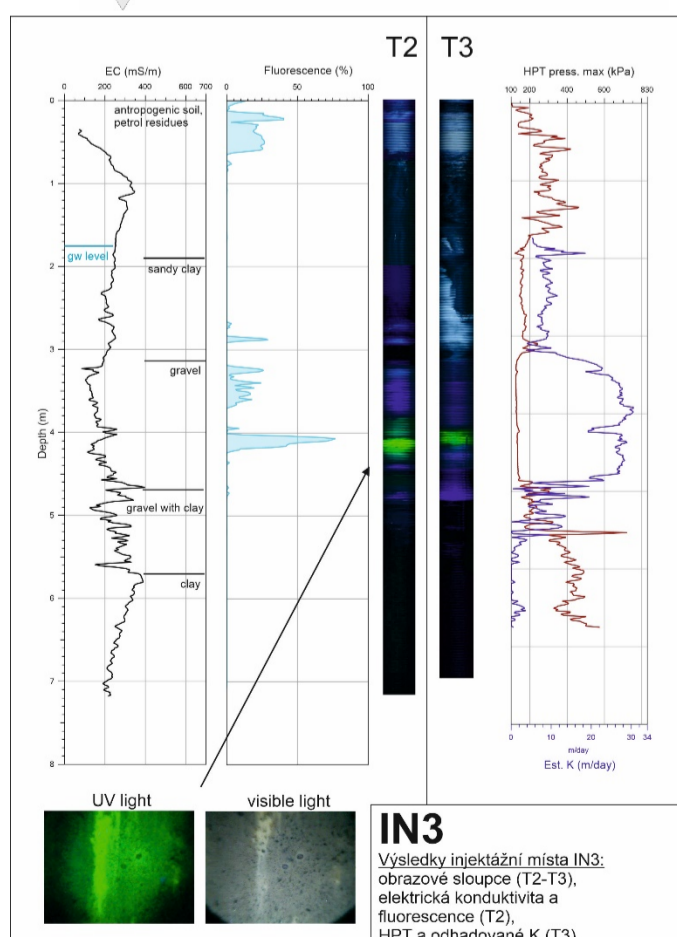 T2
T3
EC (mS/m)
0 200 400 600 700
Fluorescence (%)
0 50 100
HPT press. max (kPa)
100 200 400 600 830
antropogenic soil,
petrol residues
gw level
sandy clay
gravel
gravel with clay
clay
Depth (m)
0
1
2
3
4
5
6
7
8
0 10 20 30 34
m/day
Est. K (m/day)
UV light
visible light
IN3
Výsledky injektážní místa IN3:
obrazové sloupce (T2-T3),
elektrická konduktivita a
fluorescence (T2),
HPT a odhadované K (T3)